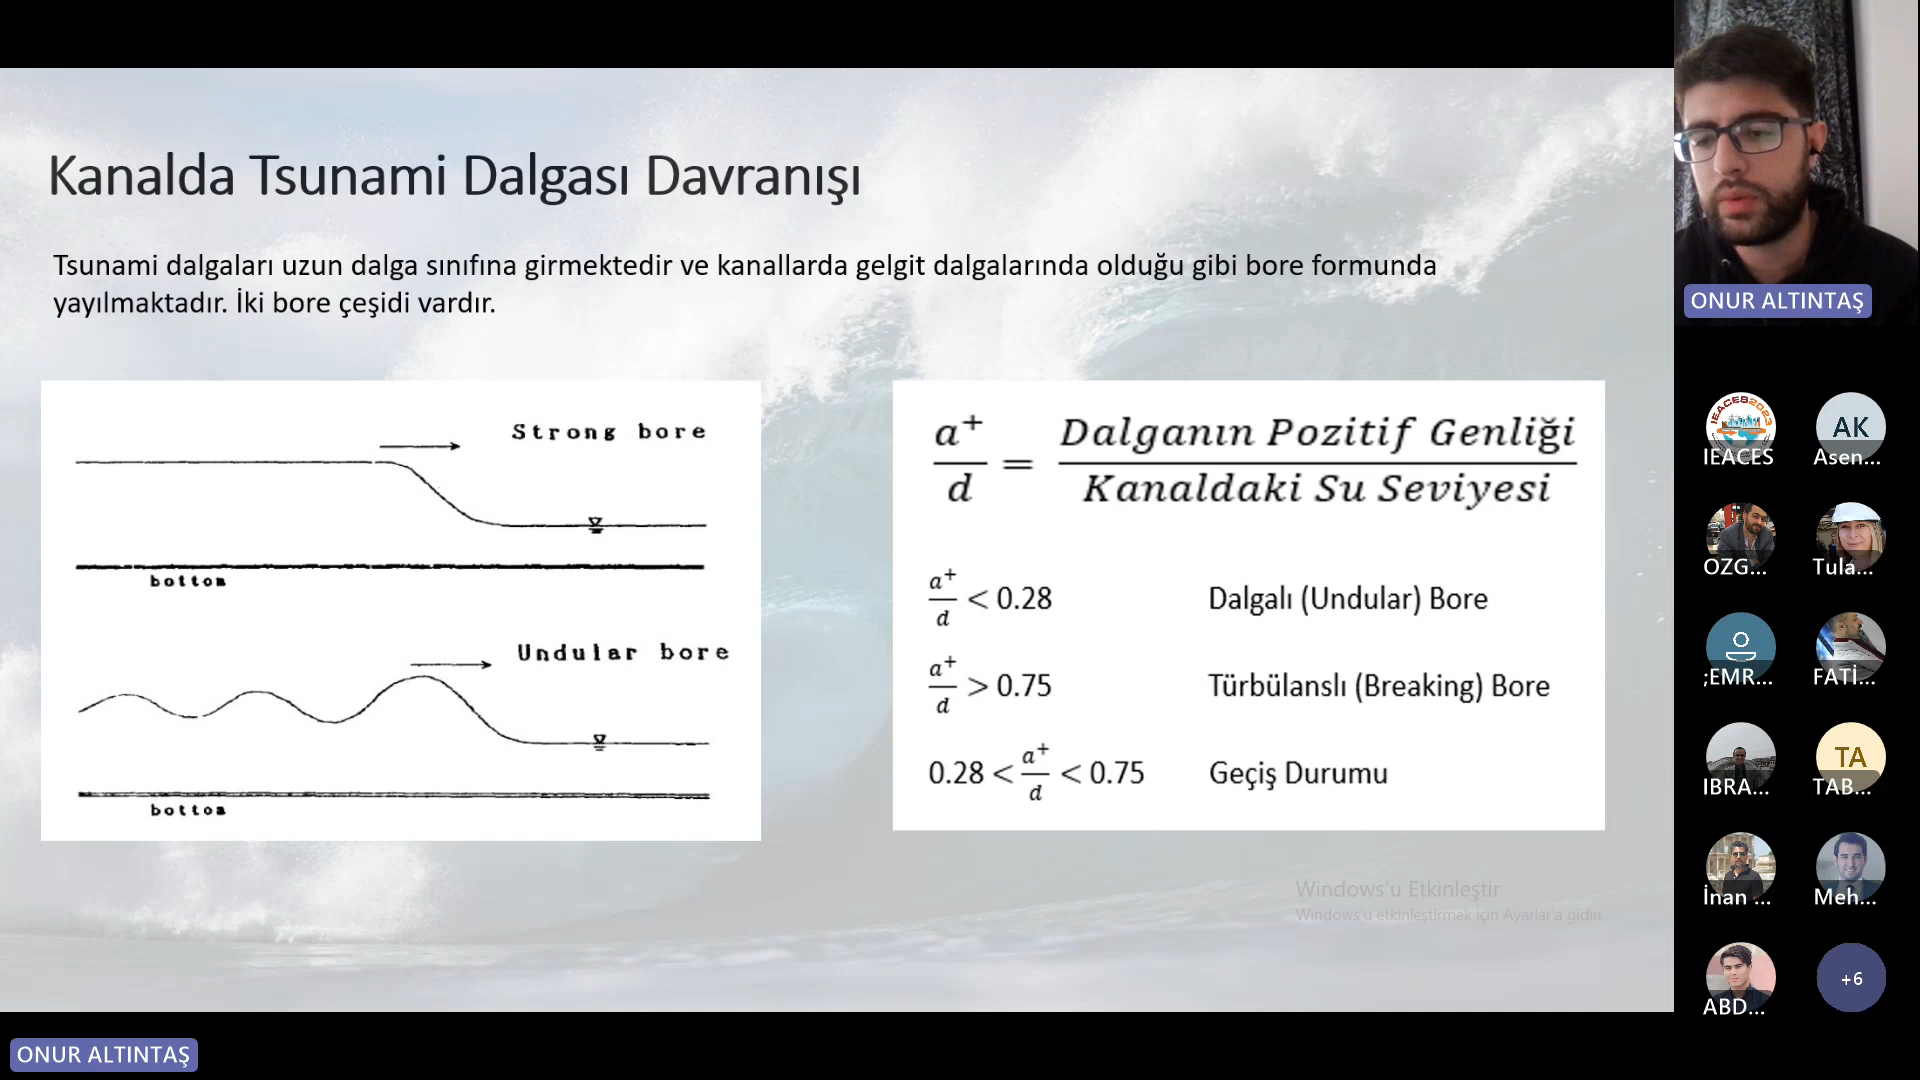 Kanalda Tsunami Dalgası Davranışı
Tsunami dalgaları uzun dalga sınıfına girmektedir ve kanallarda gelgit dalgalarında olduğu gibi bore formunda
yayılmaktadır. İki bore çeşidi vardır.
Strong bore
bottom
Undular bore
bottom
a⁺/d = Dalganın Pozitif Genliği/Kanaldaki Su Seviyesi
a⁺/d < 0.28 Dalgalı (Undular) Bore
a⁺/d > 0.75 Türbülanslı (Breaking) Bore
0.28 < a⁺/d < 0.75 Geçiş Durumu
Windows'u Etkinleştir
Windows'u etkinleştirmek için Ayarlar'a gidin.
ONUR ALTINTAŞ
IEACES2023
AK
IEACES
Asen...
OZG...
Tula...
;EMR...
FATİ...
TA
IBRA...
TAB...
İnan ...
Meh...
+6
ABD...
ONUR ALTINTAŞ